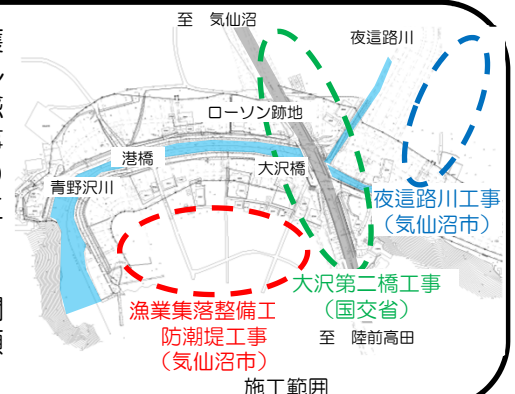 至 気仙沼
夜這路川
ローソン跡地
港橋
大沢橋
青野沢川
夜這路川工事
(気仙沼市)
大沢第二橋工事
(国交省)
漁業集落整備工
防潮堤工事
(気仙沼市)
至 陸前高田
施工範囲